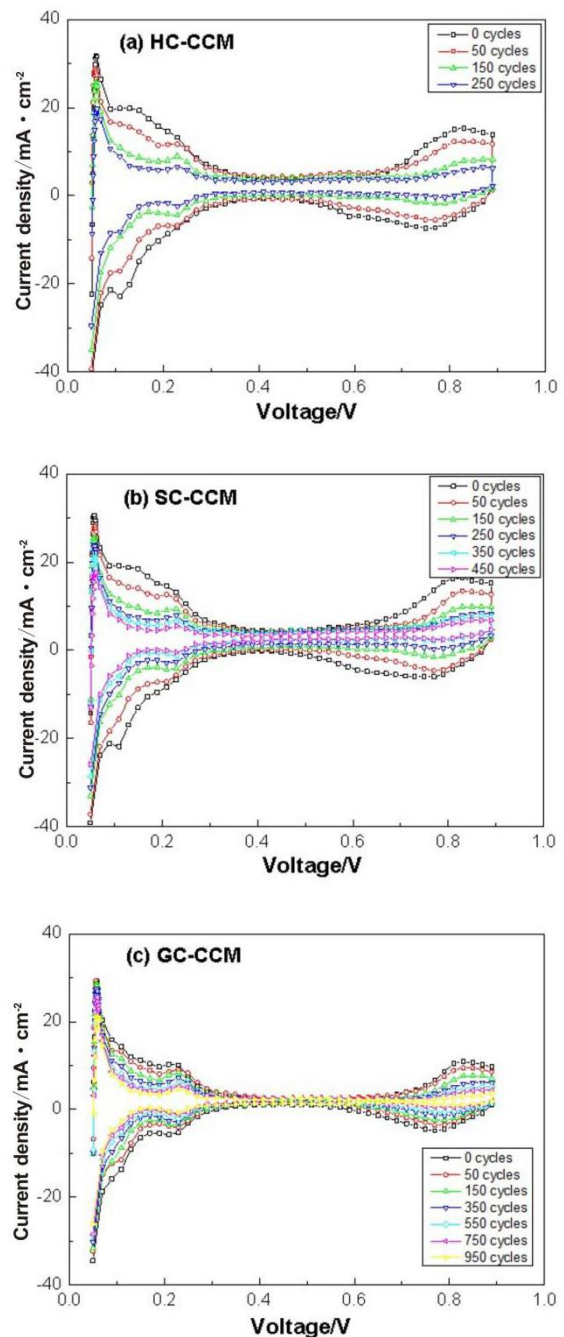 40
(a) HC-CCM
0 cycles
50 cycles
150 cycles
250 cycles
20
0
-20
-40
Current density/mA · cm⁻²
0.0 0.2 0.4 0.6 0.8 1.0
Voltage/V
40
(b) SC-CCM
0 cycles
50 cycles
150 cycles
250 cycles
350 cycles
450 cycles
20
0
-20
-40
Current density/mA · cm⁻²
0.0 0.2 0.4 0.6 0.8 1.0
Voltage/V
40
(c) GC-CCM
20
0
-20
-40
Current density/mA · cm⁻²
0 cycles
50 cycles
150 cycles
350 cycles
550 cycles
750 cycles
950 cycles
0.0 0.2 0.4 0.6 0.8 1.0
Voltage/V